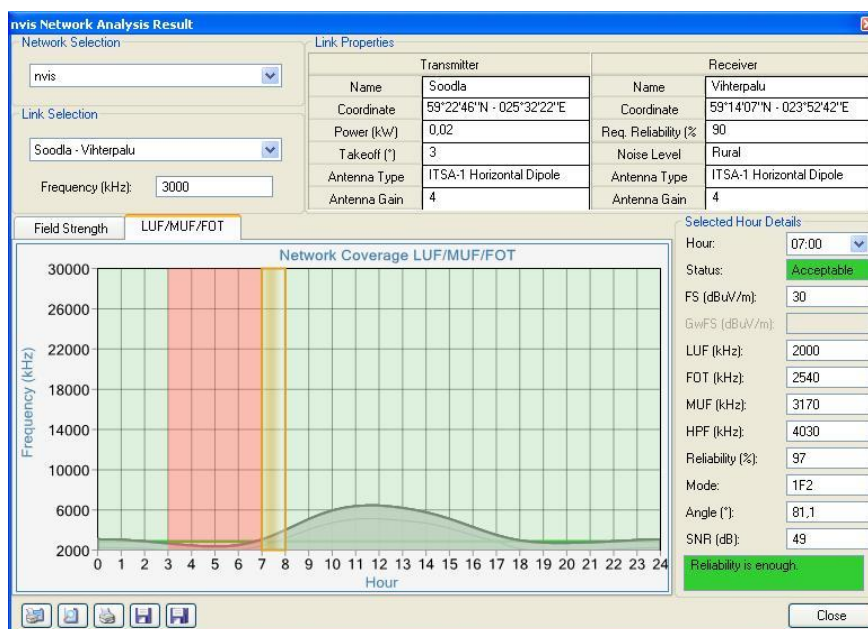 nvis Network Analysis Result
Network Selection
nvis
Link Selection
Soodla - Vihterpalu
Frequency (kHz): 3000
Link Properties
Transmitter Receiver
Name Soodla Name Vihterpalu
Coordinate 59°22'46"N - 025°32'22"E Coordinate 59°14'07"N - 023°52'42"E
Power (kW) 0,02 Req. Reliability (% 90
Takeoff (°) 3 Noise Level Rural
Antenna Type ITSA-1 Horizontal Dipole Antenna Type ITSA-1 Horizontal Dipole
Antenna Gain 4 Antenna Gain 4
Field Strength LUF/MUF/FOT
Network Coverage LUF/MUF/FOT
Frequency (kHz)
30000
26000
22000
18000
14000
10000
6000
2000
0 1 2 3 4 5 6 7 8 9 10 11 12 13 14 15 16 17 18 19 20 21 22 23 24
Hour
Selected Hour Details
Hour: 07:00
Status: Acceptable
FS (dBuV/m): 30
GwFS (dBuV/m):
LUF (kHz): 2000
FOT (kHz): 2540
MUF (kHz): 3170
HPF (kHz): 4030
Reliability (%): 97
Mode: 1F2
Angle (°): 81,1
SNR (dB): 49
Reliability is enough.
Close